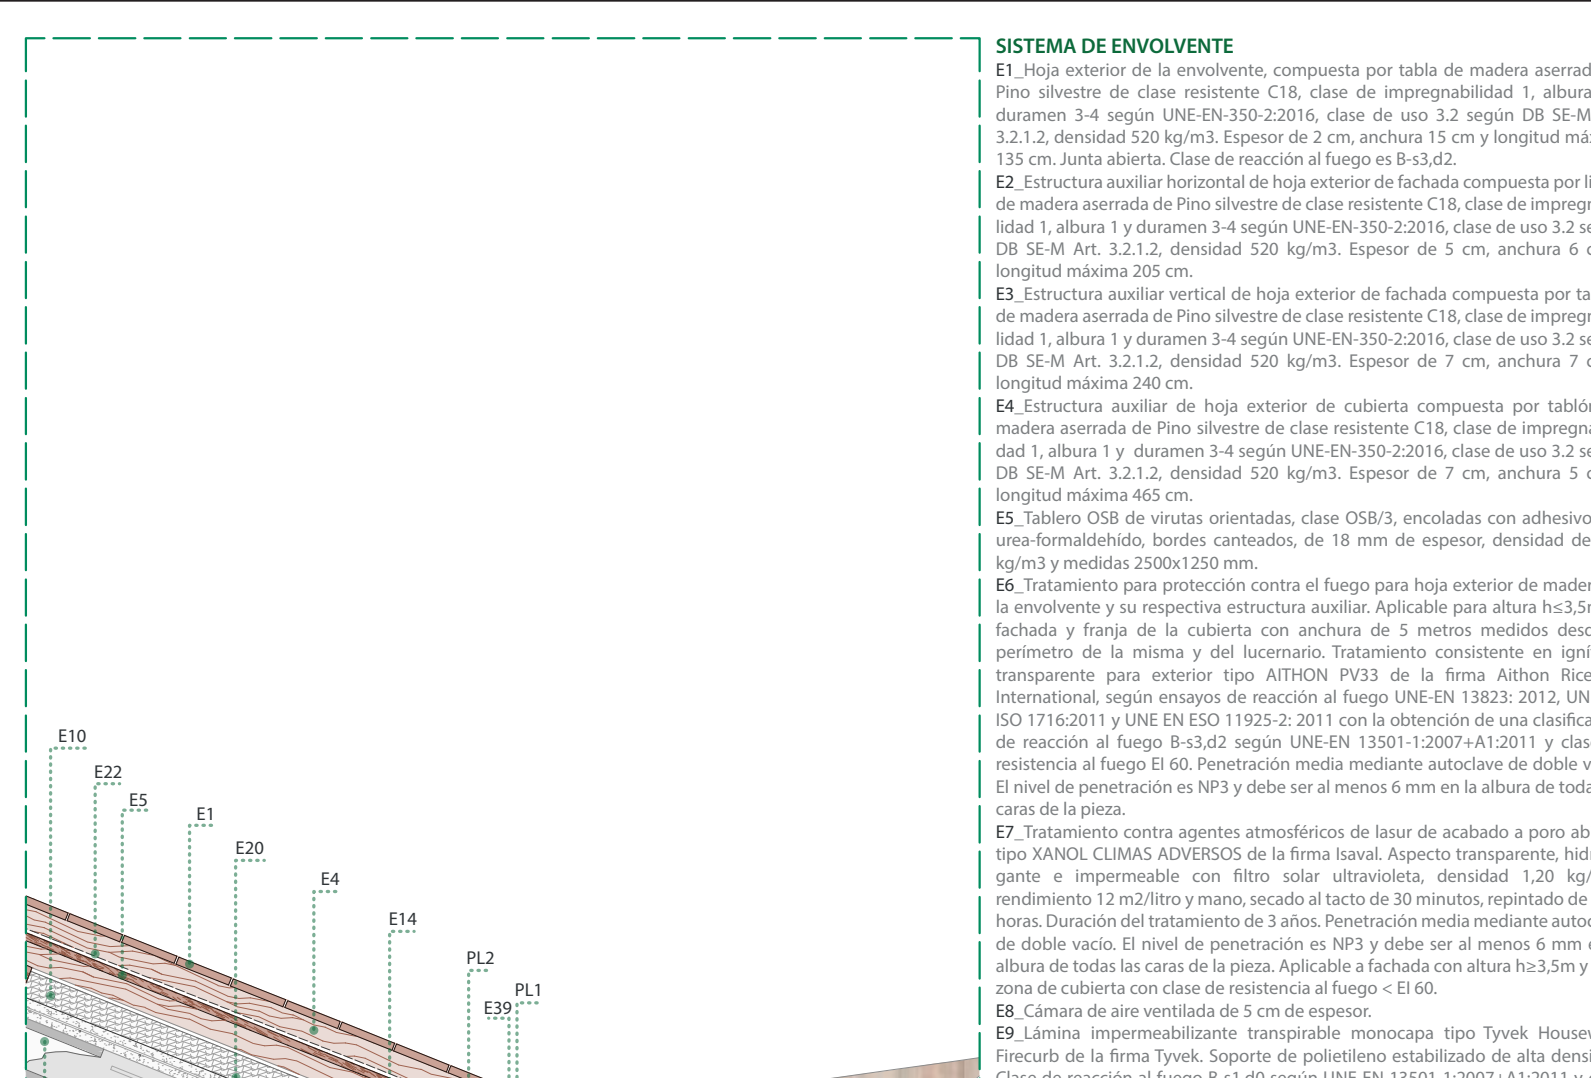 SISTEMA DE ENVOLVENTE
E1_Hoja exterior de la envolvente, compuesta por tabla de madera aserrad
Pino silvestre de clase resistente C18, clase de impregnabilidad 1, albura
duramen 3-4 según UNE-EN-350-2:2016, clase de uso 3.2 según DB SE-M
3.2.1.2, densidad 520 kg/m3. Espesor de 2 cm, anchura 15 cm y longitud má
135 cm. Junta abierta. Clase de reacción al fuego es B-s3,d2.
E2_Estructura auxiliar horizontal de hoja exterior de fachada compuesta por li
de madera aserrada de Pino silvestre de clase resistente C18, clase de impregn
lidad 1, albura 1 y duramen 3-4 según UNE-EN-350-2:2016, clase de uso 3.2 se
DB SE-M Art. 3.2.1.2, densidad 520 kg/m3. Espesor de 5 cm, anchura 6 c
longitud máxima 205 cm.
E3_Estructura auxiliar vertical de hoja exterior de fachada compuesta por ta
de madera aserrada de Pino silvestre de clase resistente C18, clase de impregn
lidad 1, albura 1 y duramen 3-4 según UNE-EN-350-2:2016, clase de uso 3.2 se
DB SE-M Art. 3.2.1.2, densidad 520 kg/m3. Espesor de 7 cm, anchura 7 c
longitud máxima 240 cm.
E4_Estructura auxiliar de hoja exterior de cubierta compuesta por tablón
madera aserrada de Pino silvestre de clase resistente C18, clase de impregna
dad 1, albura 1 y duramen 3-4 según UNE-EN-350-2:2016, clase de uso 3.2 se
DB SE-M Art. 3.2.1.2, densidad 520 kg/m3. Espesor de 7 cm, anchura 5 c
longitud máxima 465 cm.
E5_Tablero OSB de virutas orientadas, clase OSB/3, encoladas con adhesivo
urea-formaldehído, bordes canteados, de 18 mm de espesor, densidad de
kg/m3 y medidas 2500x1250 mm.
E6_Tratamiento para protección contra el fuego para hoja exterior de mader
la envolvente y su respectiva estructura auxiliar. Aplicable para altura h≤3,5m
fachada y franja de la cubierta con anchura de 5 metros medidos desd
perímetro de la misma y del lucernario. Tratamiento consistente en igní
transparente para exterior tipo AITHON PV33 de la firma Aithon Rice
International, según ensayos de reacción al fuego UNE-EN 13823: 2012, UN
ISO 1716:2011 y UNE EN ESO 11925-2: 2011 con la obtención de una clasifica
de reacción al fuego B-s3,d2 según UNE-EN 13501-1:2007+A1:2011 y clas
resistencia al fuego EI 60. Penetración media mediante autoclave de doble v
El nivel de penetración es NP3 y debe ser al menos 6 mm en la albura de toda
caras de la pieza.
E7_Tratamiento contra agentes atmosféricos de lasur de acabado a poro ab
tipo XANOL CLIMAS ADVERSOS de la firma Isaval. Aspecto transparente, hid
gante e impermeable con filtro solar ultravioleta, densidad 1,20 kg/
rendimiento 12 m2/litro y mano, secado al tacto de 30 minutos, repintado de
horas. Duración del tratamiento de 3 años. Penetración media mediante autoc
de doble vacío. El nivel de penetración es NP3 y debe ser al menos 6 mm e
albura de todas las caras de la pieza. Aplicable a fachada con altura h≥3,5m y
zona de cubierta con clase de resistencia al fuego < EI 60.
E8_Cámara de aire ventilada de 5 cm de espesor.
E9_Lámina impermeabilizante transpirable monocapa tipo Tyvek Housew
Firecurb de la firma Tyvek. Soporte de polietileno estabilizado de alta densi
Clase de reacción al fuego B-s1,d0 según UNE-EN 13501-1:2007+A1:2011 y
E10
E22
E5
E1
E20
E4
E14
PL2
PL1
E39